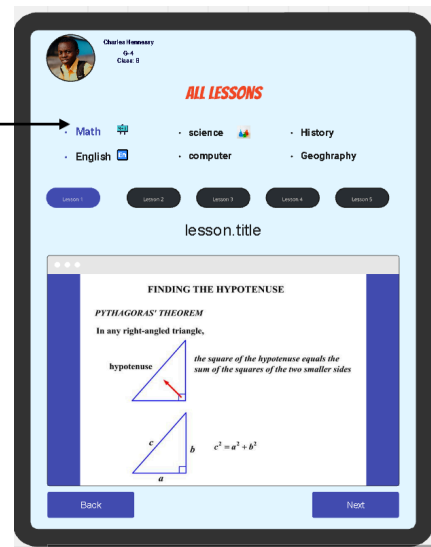 Charles Hennessy
G-4
Class: B
ALL LESSONS
· Math
· science
· History
· English En
· computer
· Geoghraphy
Lesson 1 Lesson 2 Lesson 3 Lesson 4 Lesson 5
lesson.title
FINDING THE HYPOTENUSE
PYTHAGORAS' THEOREM
In any right-angled triangle,
hypotenuse
the square of the hypotenuse equals the
sum of the squares of the two smaller sides
c
b
a
c² = a² + b²
Back Next